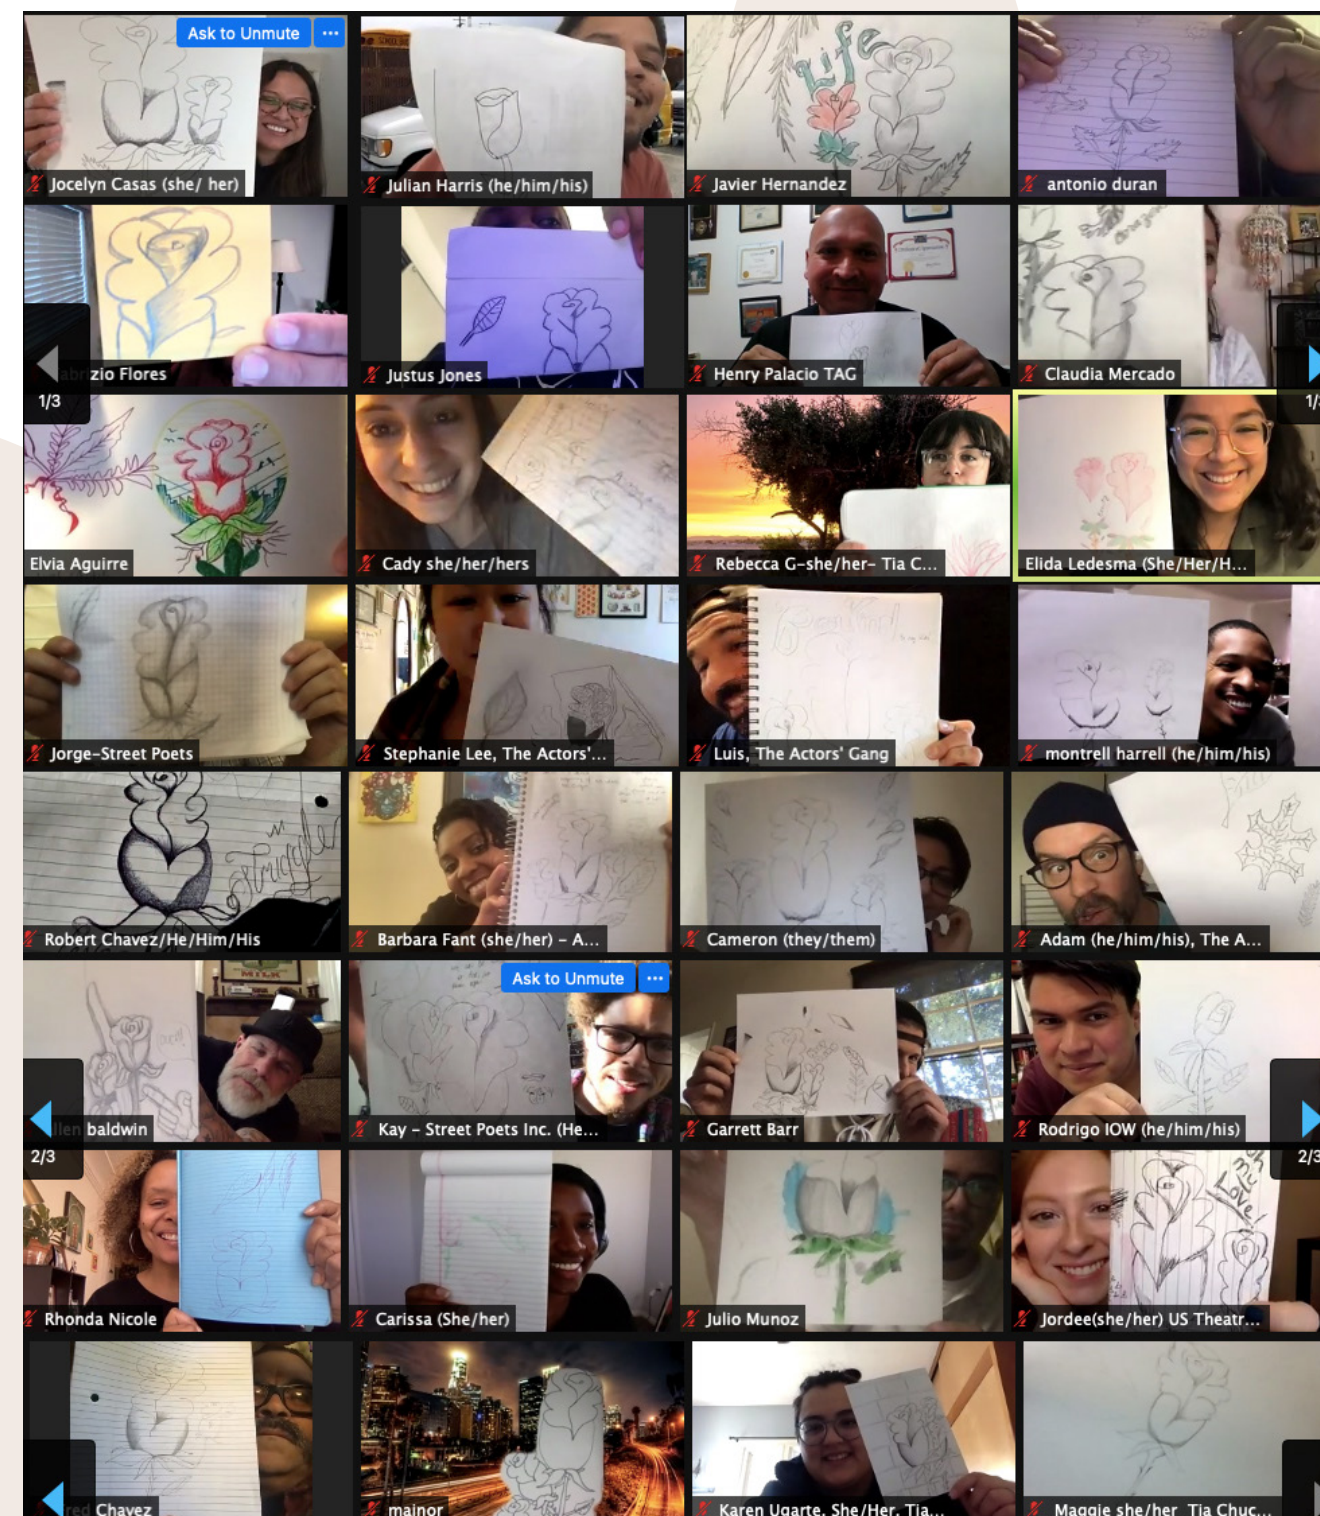 Ask to Unmute
Jocelyn Casas (she/ her)
Julian Harris (he/him/his)
Life
Javier Hernandez
antonio duran
zio Flores
Justus Jones
Henry Palacio TAG
Claudia Mercado
1/3
Elvia Aguirre
Cady she/her/hers
Rebecca G-she/her- Tia C...
Elida Ledesma (She/Her/H...
Jorge-Street Poets
Stephanie Lee, The Actors'...
Luis, The Actors' Gang
montrell harrell (he/him/his)
in
struggle
Robert Chavez/He/Him/His
Barbara Fant (she/her) – A...
Cameron (they/them)
Adam (he/him/his), The A...
MILK
Ask to Unmute
baldwin
Kay – Street Poets Inc. (He...
Garrett Barr
Rodrigo IOW (he/him/his)
2/3
Love
Rhonda Nicole
Carissa (She/her)
Julio Munoz
Jordee(she/her) US Theatr...
Chavez
mainor
Karen Ugarte, She/Her, Tia...
Maggie she/her Tia Chuc...